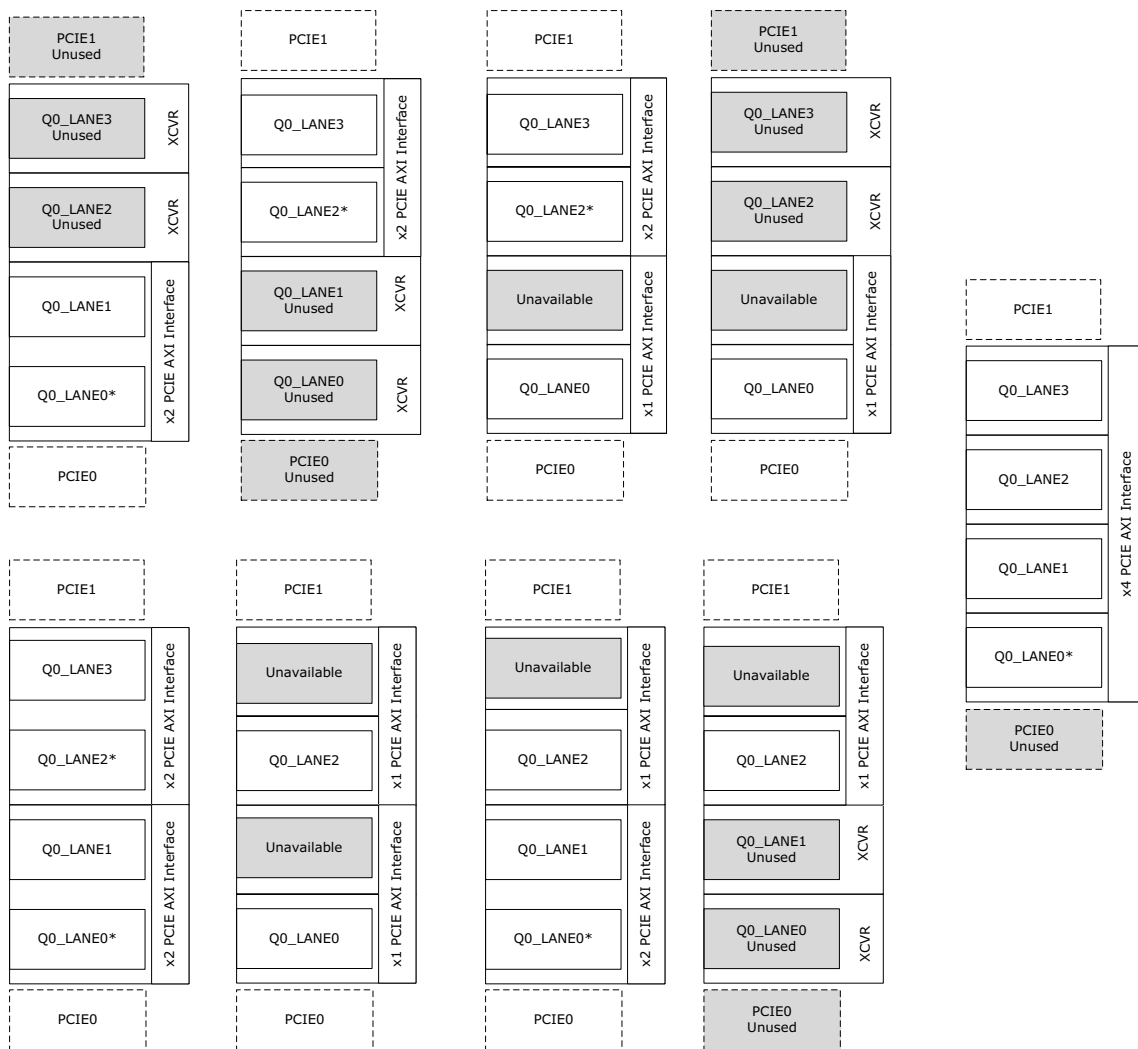 PCIE1
Unused
Q0_LANE3
Unused
XCVR
Q0_LANE2
Unused
XCVR
Q0_LANE1
Q0_LANE0*
x2 PCIE AXI Interface
PCIE0
PCIE1
Q0_LANE3
Q0_LANE2*
x2 PCIE AXI Interface
Q0_LANE1
Unused
XCVR
Q0_LANE0
Unused
XCVR
PCIE0
Unused
PCIE1
Q0_LANE3
Q0_LANE2*
x2 PCIE AXI Interface
Unavailable
Q0_LANE0
x1 PCIE AXI Interface
PCIE0
PCIE1
Unused
Q0_LANE3
Unused
XCVR
Q0_LANE2
Unused
XCVR
Unavailable
Q0_LANE0
x1 PCIE AXI Interface
PCIE0
PCIE1
Q0_LANE3
Q0_LANE2
Q0_LANE1
Q0_LANE0*
x4 PCIE AXI Interface
PCIE0
Unused
PCIE1
Q0_LANE3
Q0_LANE2*
x2 PCIE AXI Interface
Q0_LANE1
Q0_LANE0*
x2 PCIE AXI Interface
PCIE0
PCIE1
Unavailable
Q0_LANE2
x1 PCIE AXI Interface
Unavailable
Q0_LANE0
x1 PCIE AXI Interface
PCIE0
PCIE1
Unavailable
Q0_LANE2
x1 PCIE AXI Interface
Q0_LANE1
Q0_LANE0*
x2 PCIE AXI Interface
PCIE0
PCIE1
Unavailable
Q0_LANE2
x1 PCIE AXI Interface
Q0_LANE1
Unused
XCVR
Q0_LANE0
Unused
XCVR
PCIE0
Unused